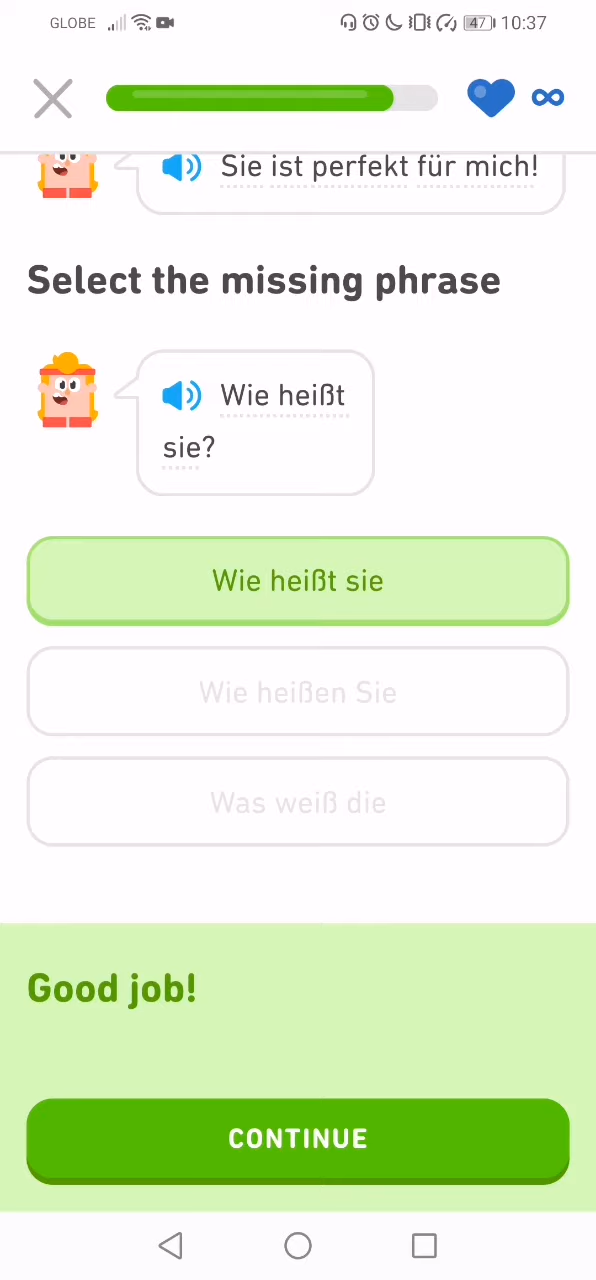 GLOBE 47 10:37
Sie ist perfekt für mich!
Select the missing phrase
Wie heißt
sie?
Wie heißt sie
Wie heißen Sie
Was weiß die
Good job!
CONTINUE